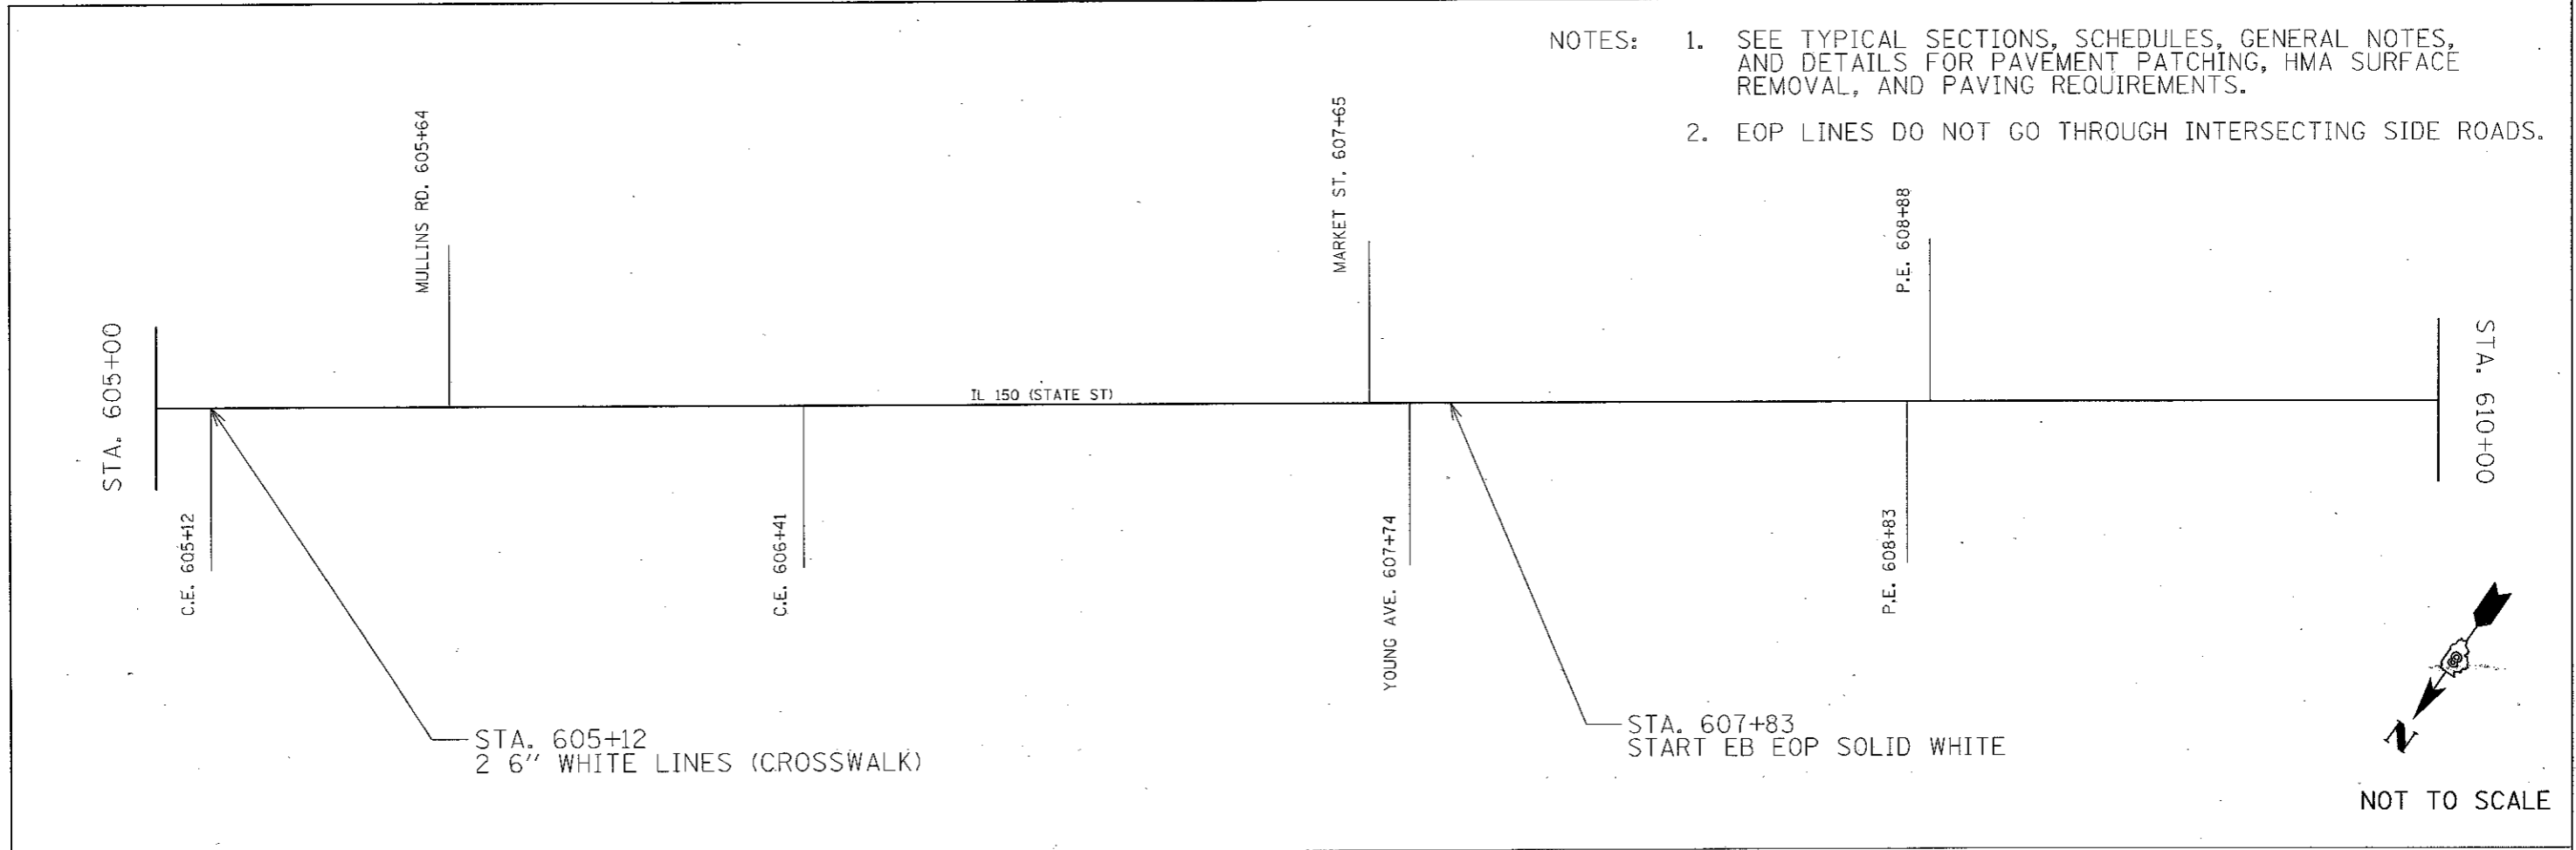 NOTES: 1. SEE TYPICAL SECTIONS, SCHEDULES, GENERAL NOTES,
AND DETAILS FOR PAVEMENT PATCHING, HMA SURFACE
REMOVAL, AND PAVING REQUIREMENTS.
2. EOP LINES DO NOT GO THROUGH INTERSECTING SIDE ROADS.
MULLINS RD. 605+64
MARKET ST. 607+65
P.E. 608+88
STA. 605+00
IL 150 (STATE ST)
STA. 610+00
C.E. 605+12
C.E. 606+41
YOUNG AVE. 607+74
P.E. 608+83
STA. 605+12
2 6" WHITE LINES (CROSSWALK)
STA. 607+83
START EB EOP SOLID WHITE
N
NOT TO SCALE